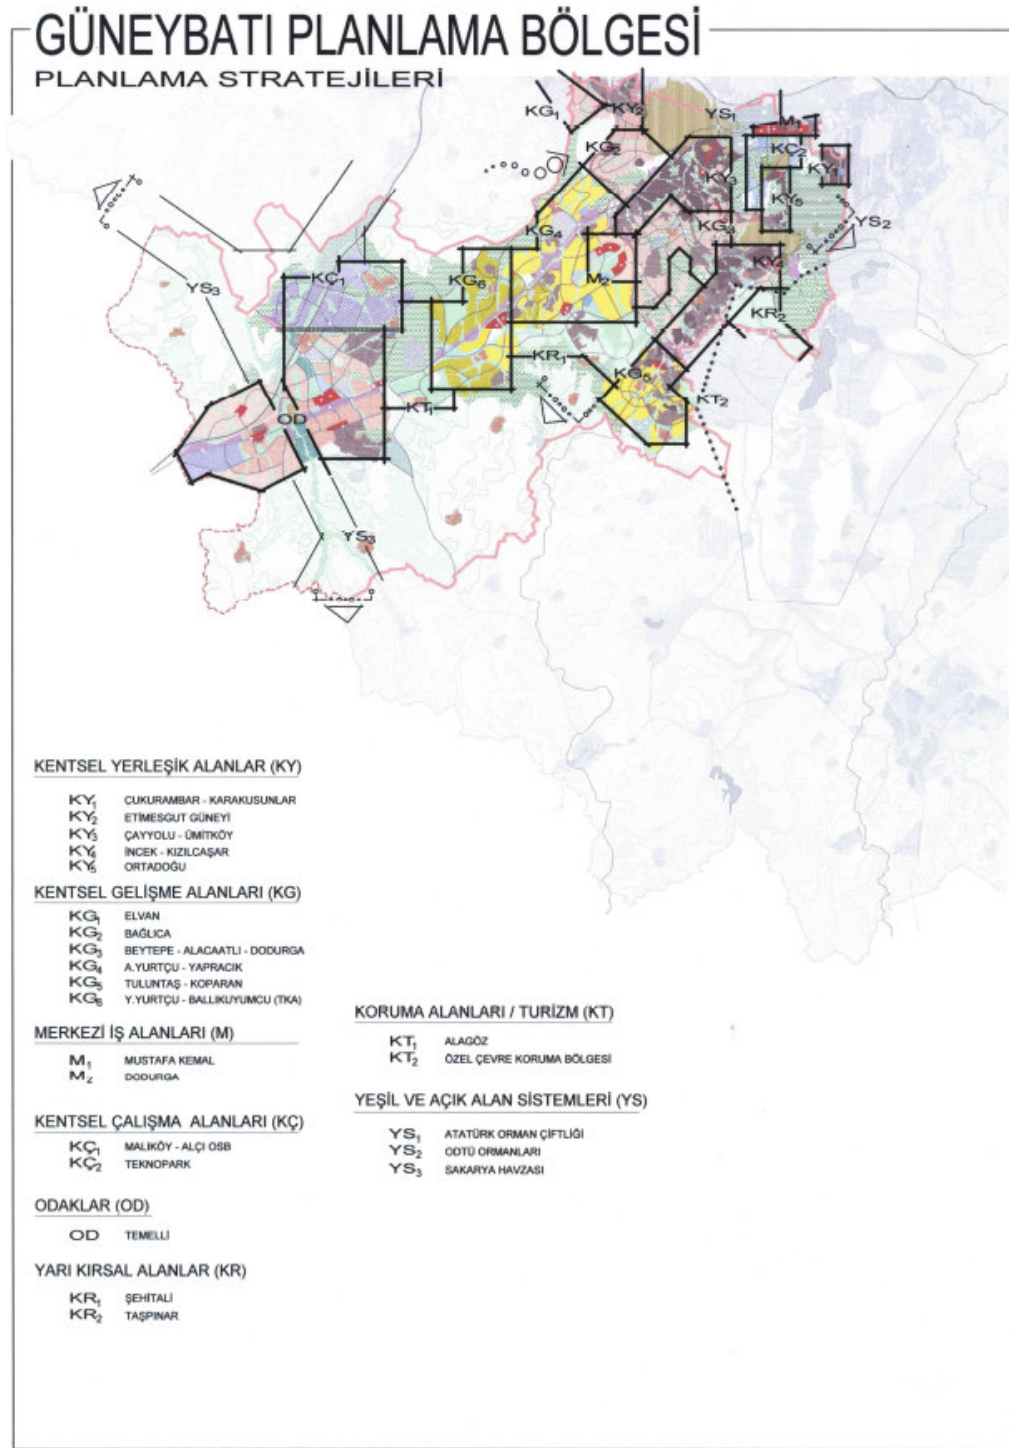 GÜNEYBATI PLANLAMA BÖLGESİ
PLANLAMA STRATEJİLERİ
KG1
KY2
YS1
M1
KG2
KÇ2
KY3
KY1
KY5
KG4
KG3
YS2
YS3
KÇ1
KG6
M2
KY4
KR2
KR1
KG5
KT1
KT2
OD
YS3
KENTSEL YERLEŞİK ALANLAR (KY)
KY1 CUKURAMBAR - KARAKUSUNLAR
KY2 ETİMESGUT GÜNEYİ
KY3 ÇAYYOLU - ÜMİTKÖY
KY4 İNCEK - KIZILCAŞAR
KY5 ORTADOĞU
KENTSEL GELİŞME ALANLARI (KG)
KG1 ELVAN
KG2 BAĞLICA
KG3 BEYTEPE - ALACAATLI - DODURGA
KG4 A.YURTÇU - YAPRACIK
KG5 TULUNTAŞ - KOPARAN
KG6 Y.YURTÇU - BALLIKUYUMCU (TKA)
MERKEZİ İŞ ALANLARI (M)
M1 MUSTAFA KEMAL
M2 DODURGA
KENTSEL ÇALIŞMA ALANLARI (KÇ)
KÇ1 MALIKÖY - ALÇI OSB
KÇ2 TEKNOPARK
ODAKLAR (OD)
OD TEMELLİ
YARI KIRSAL ALANLAR (KR)
KR1 ŞEHİTALİ
KR2 TAŞPINAR
KORUMA ALANLARI / TURİZM (KT)
KT1 ALAGÖZ
KT2 ÖZEL ÇEVRE KORUMA BÖLGESİ
YEŞİL VE AÇIK ALAN SİSTEMLERİ (YS)
YS1 ATATÜRK ORMAN ÇİFTLİĞİ
YS2 ODTÜ ORMANLARI
YS3 SAKARYA HAVZASI